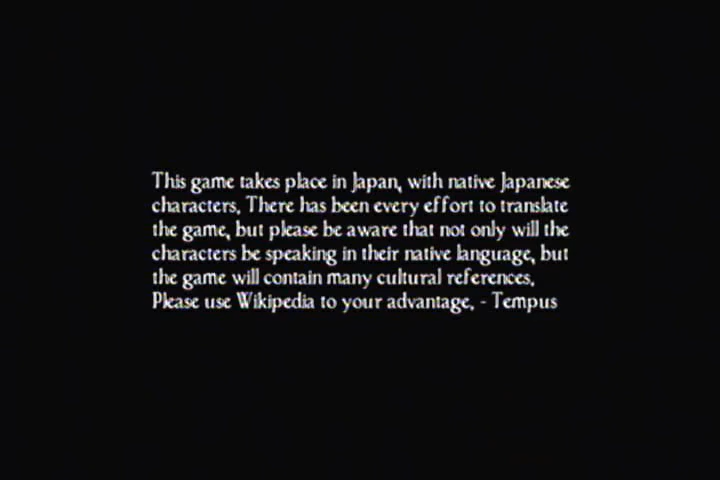 This game takes place in Japan, with native Japanese
characters. There has been every effort to translate
the game, but please be aware that not only will the
characters be speaking in their native language, but
the game will contain many cultural references.
Please use Wikipedia to your advantage. - Tempus